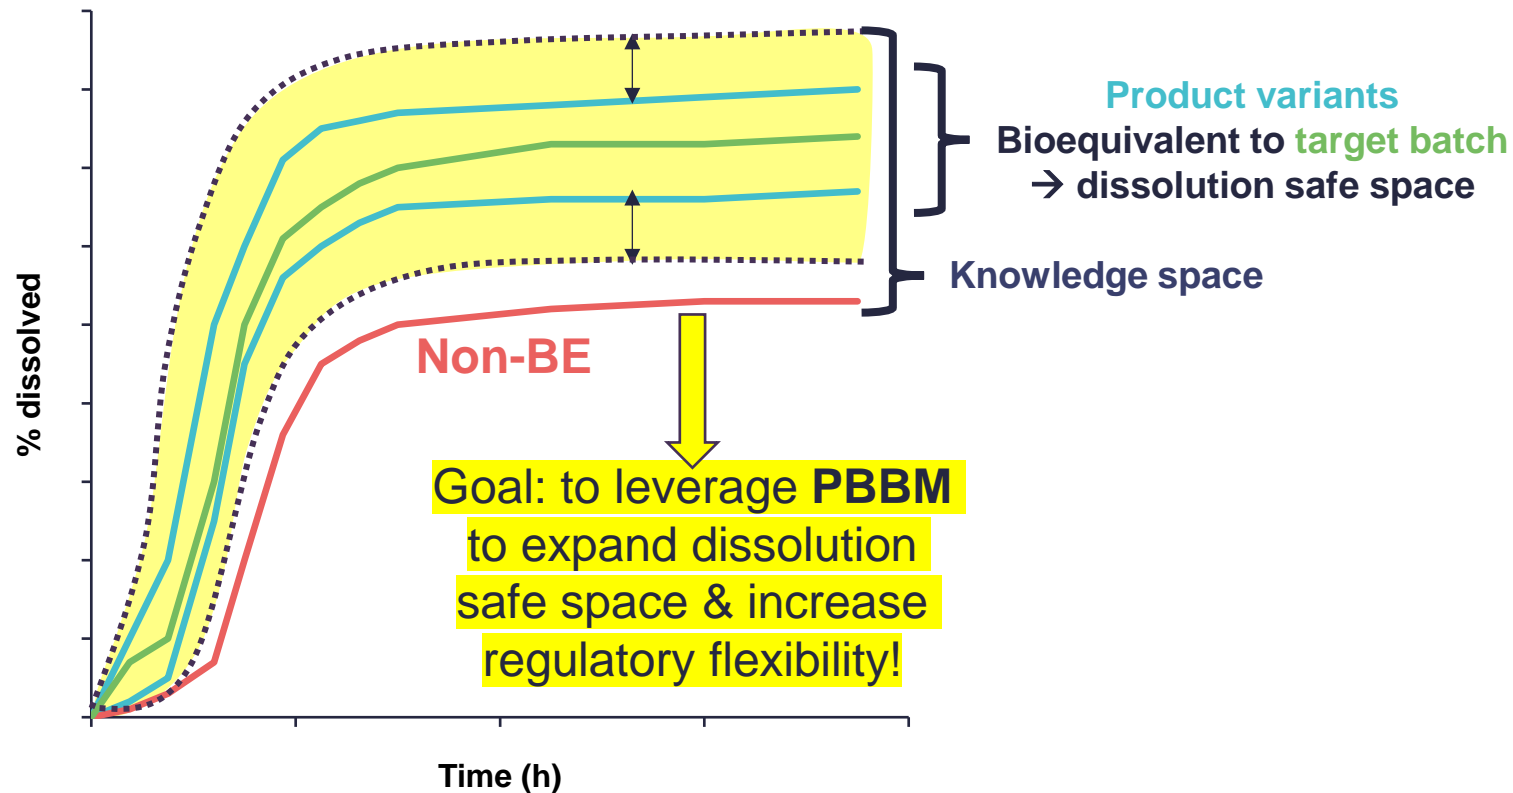 % dissolved
Product variants
Bioequivalent to target batch
→ dissolution safe space
Knowledge space
Non-BE
Goal: to leverage PBBM
to expand dissolution
safe space & increase
regulatory flexibility!
Time (h)